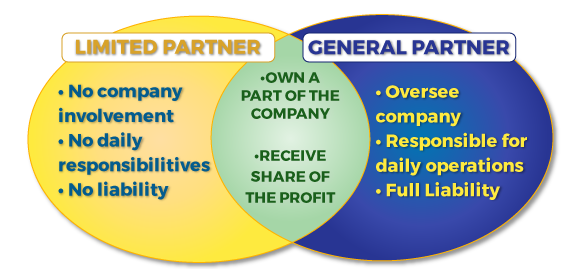 LIMITED PARTNER
• No company
involvement
• No daily
responsibilitives
• No liability
•OWN A
PART OF THE
COMPANY
•RECEIVE
SHARE OF
THE PROFIT
GENERAL PARTNER
• Oversee
company
• Responsible for
daily operations
• Full Liability